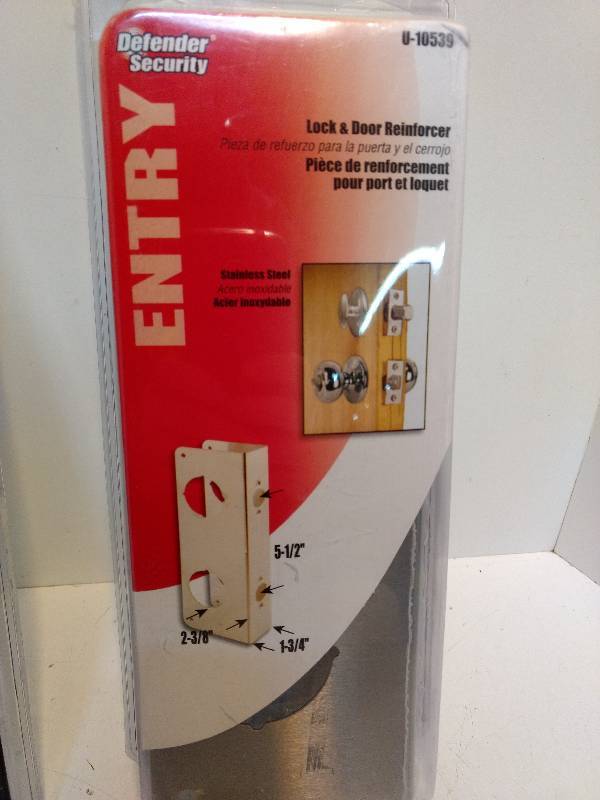 Defender®
Security
U-10539
ENTRY
Lock & Door Reinforcer
Pieza de refuerzo para la puerta y el cerrojo
Pièce de renforcement
pour port et loquet
Stainless Steel
Acero inoxidable
Acier inoxydable
5-1/2"
2-3/8"
1-3/4"